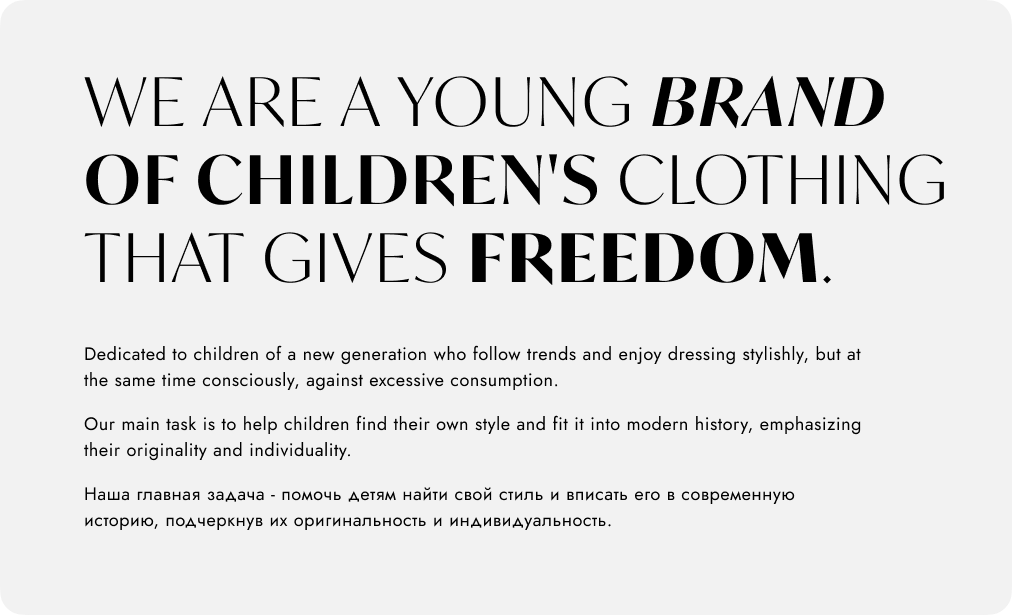 WE ARE A YOUNG BRAND
OF CHILDREN'S CLOTHING
THAT GIVES FREEDOM.
Dedicated to children of a new generation who follow trends and enjoy dressing stylishly, but at
the same time consciously, against excessive consumption.
Our main task is to help children find their own style and fit it into modern history, emphasizing
their originality and individuality.
Наша главная задача - помочь детям найти свой стиль и вписать его в современную
историю, подчеркнув их оригинальность и индивидуальность.